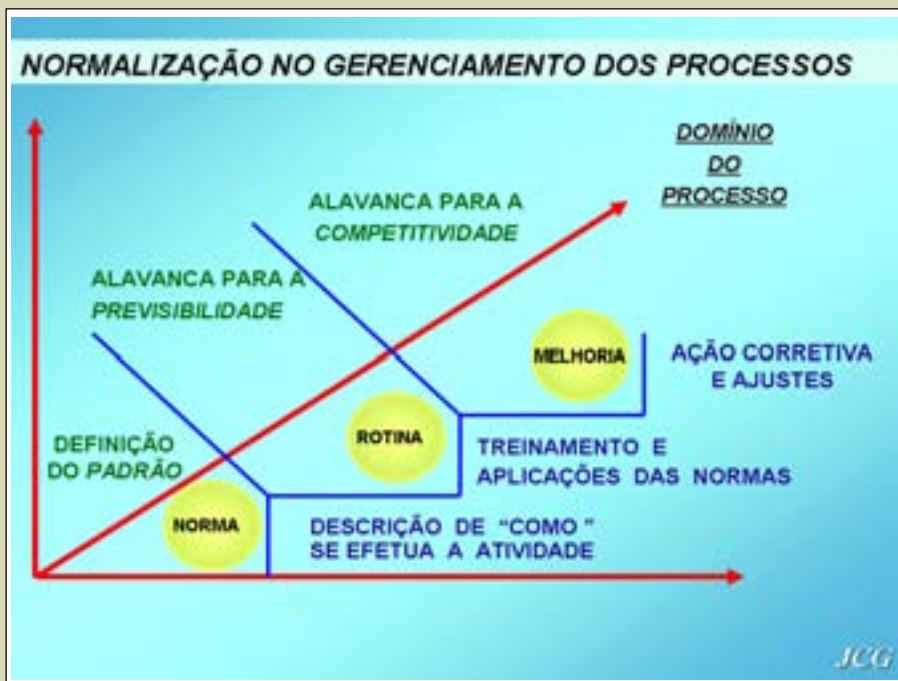 NORMALIZAÇÃO NO GERENCIAMENTO DOS PROCESSOS
DOMÍNIO
DO
PROCESSO
ALAVANCA PARA A
COMPETITIVIDADE
ALAVANCA PARA A
PREVISIBILIDADE
MELHORIA
AÇÃO CORRETIVA
E AJUSTES
ROTINA
DEFINIÇÃO
DO PADRÃO
TREINAMENTO E
APLICAÇÕES DAS NORMAS
NORMA
DESCRIÇÃO DE “COMO ”
SE EFETUA A ATIVIDADE
JCG